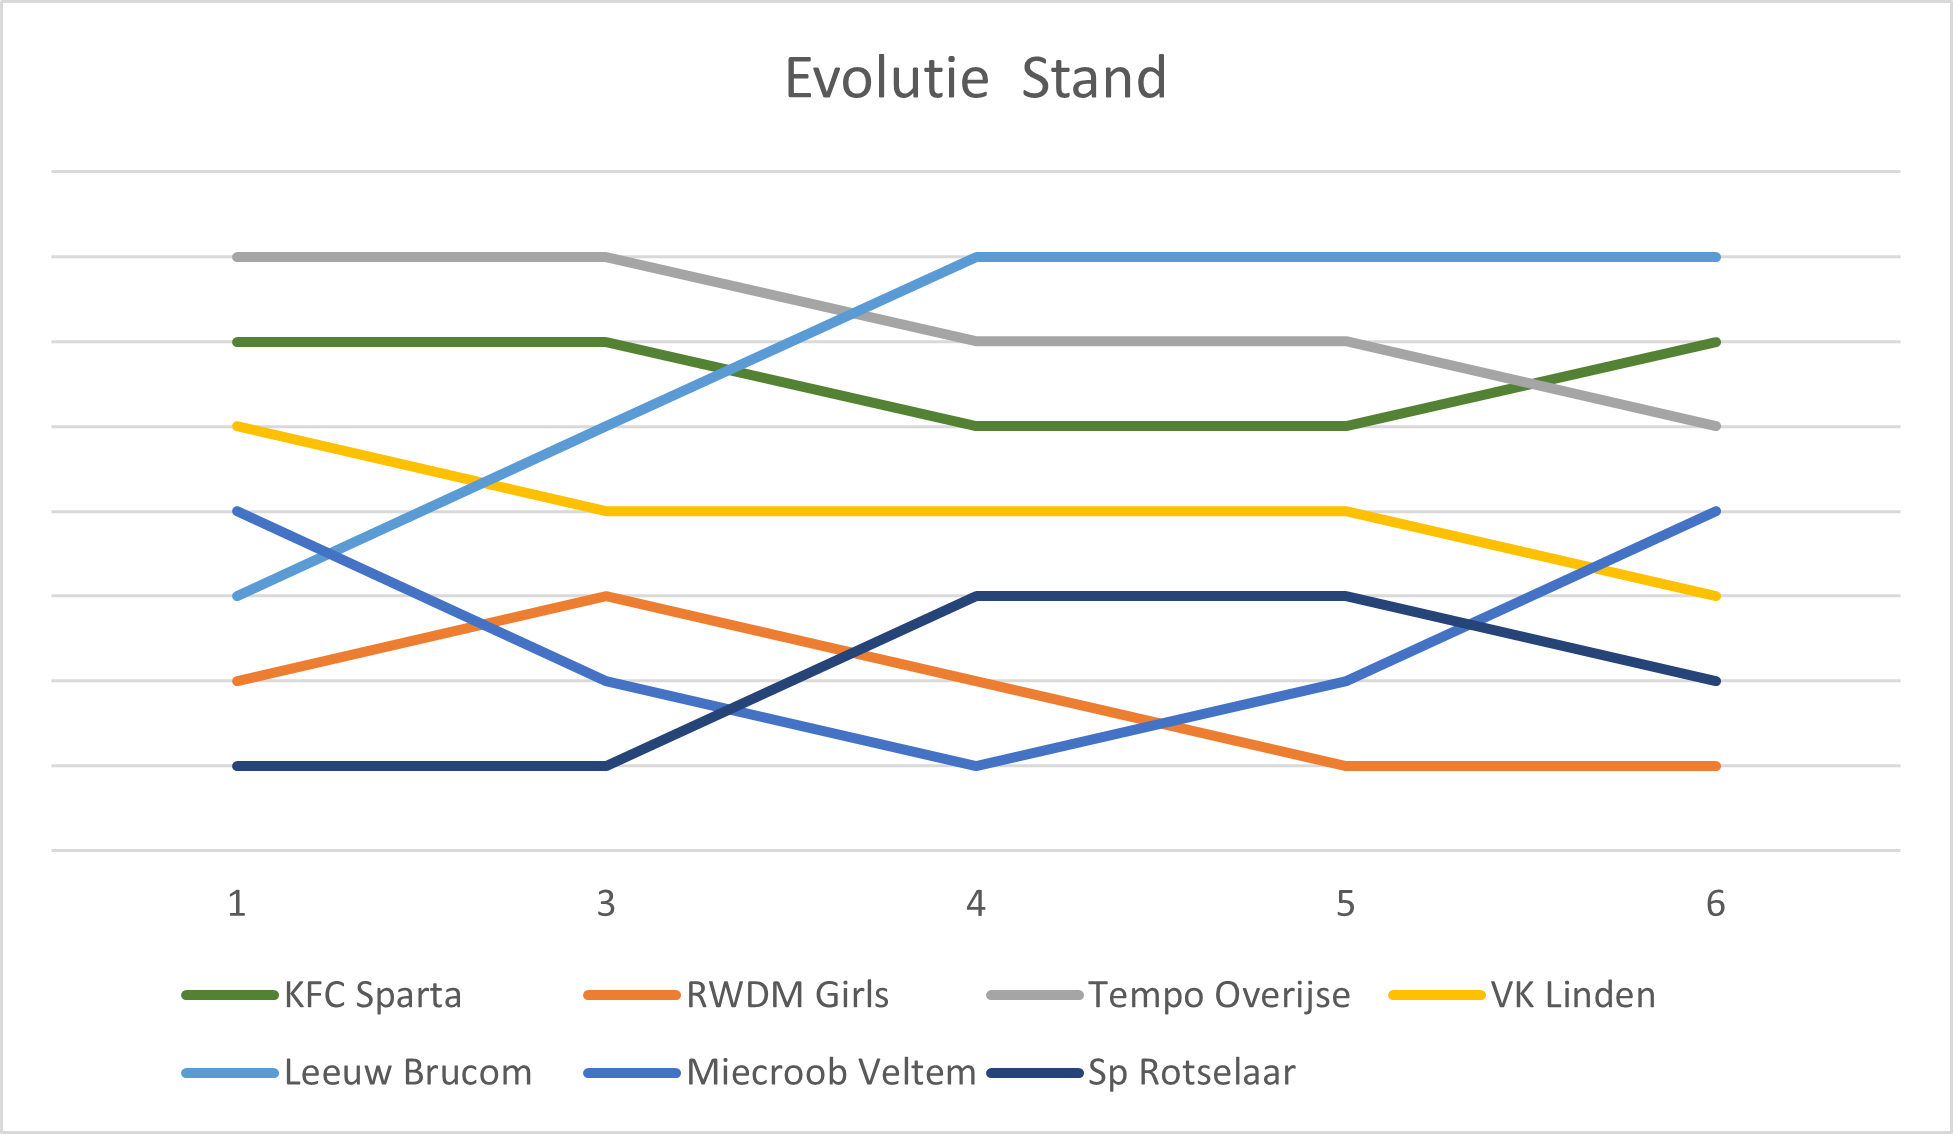 Evolutie Stand
1 3 4 5 6
KFC Sparta RWDM Girls Tempo Overijse VK Linden
Leeuw Brucom Miecroob Veltem Sp Rotselaar